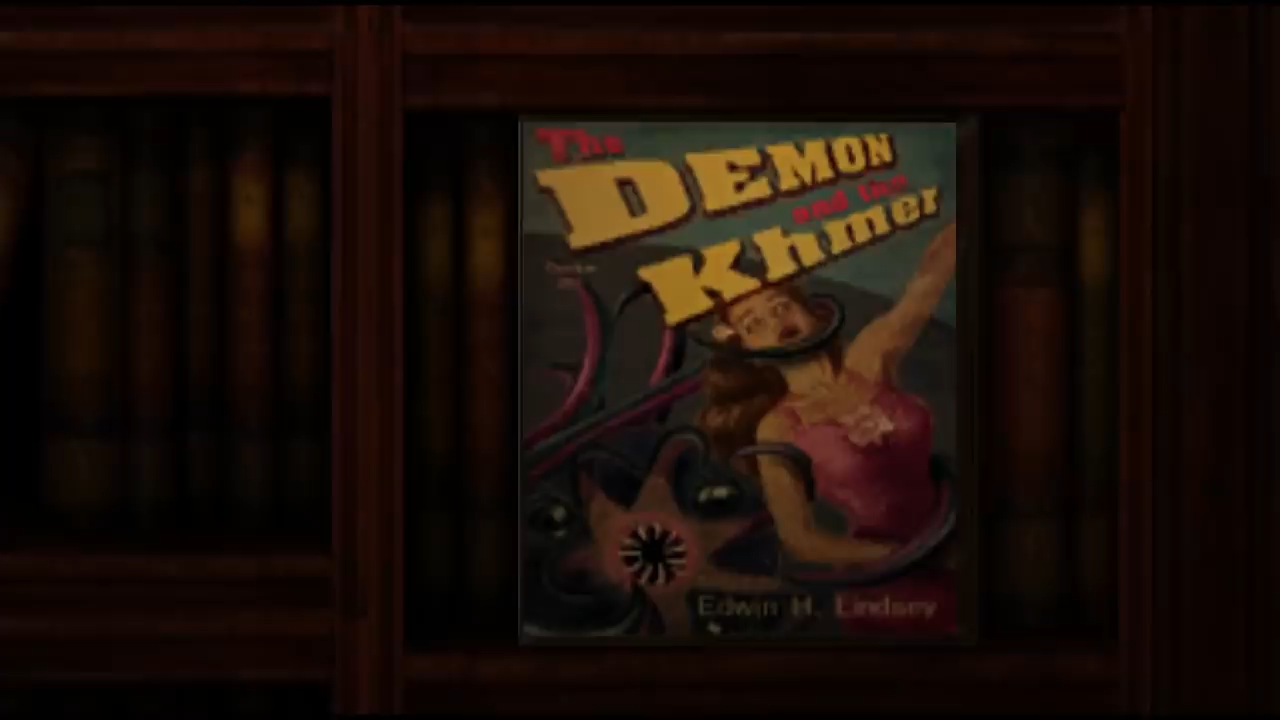 The
DEMON
and the
Khmer
Edwin H. Lindsey